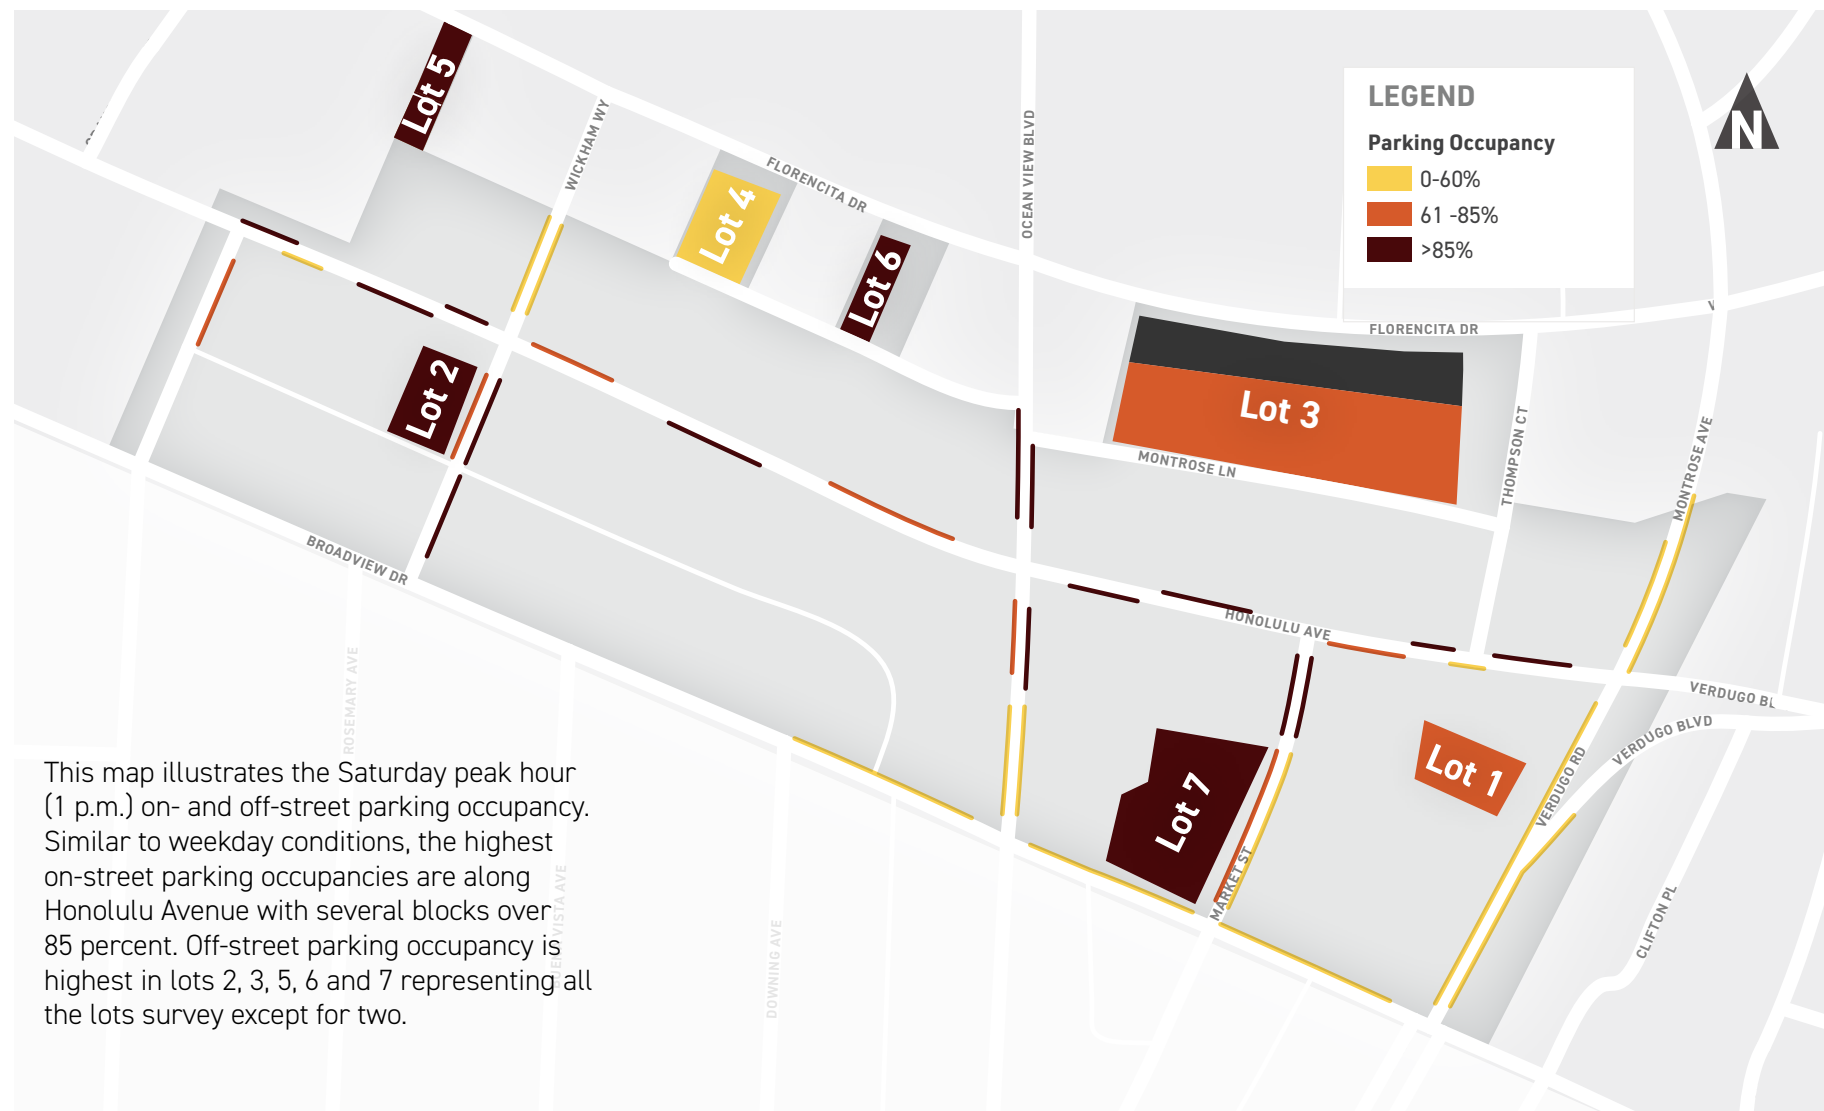 Lot 5
WICKHAM WY
FLORENCITA DR
OCEAN VIEW BLVD
LEGEND
Parking Occupancy
0-60%
61 -85%
>85%
N
Lot 4
Lot 6
FLORENCITA DR
V
Lot 2
Lot 3
MONTROSE LN
THOMPSON CT
MONTROSE AVE
BROADVIEW DR
HONOLULU AVE
ROSEMARY AVE
VERDUGO BL
VERDUGO BLVD
Lot 7
Lot 1
VERDUGO RD
MARKET ST
CLIFTON PL
VISTA AVE
DOWNING AVE
This map illustrates the Saturday peak hour
(1 p.m.) on- and off-street parking occupancy.
Similar to weekday conditions, the highest
on-street parking occupancies are along
Honolulu Avenue with several blocks over
85 percent. Off-street parking occupancy is
highest in lots 2, 3, 5, 6 and 7 representing all
the lots survey except for two.